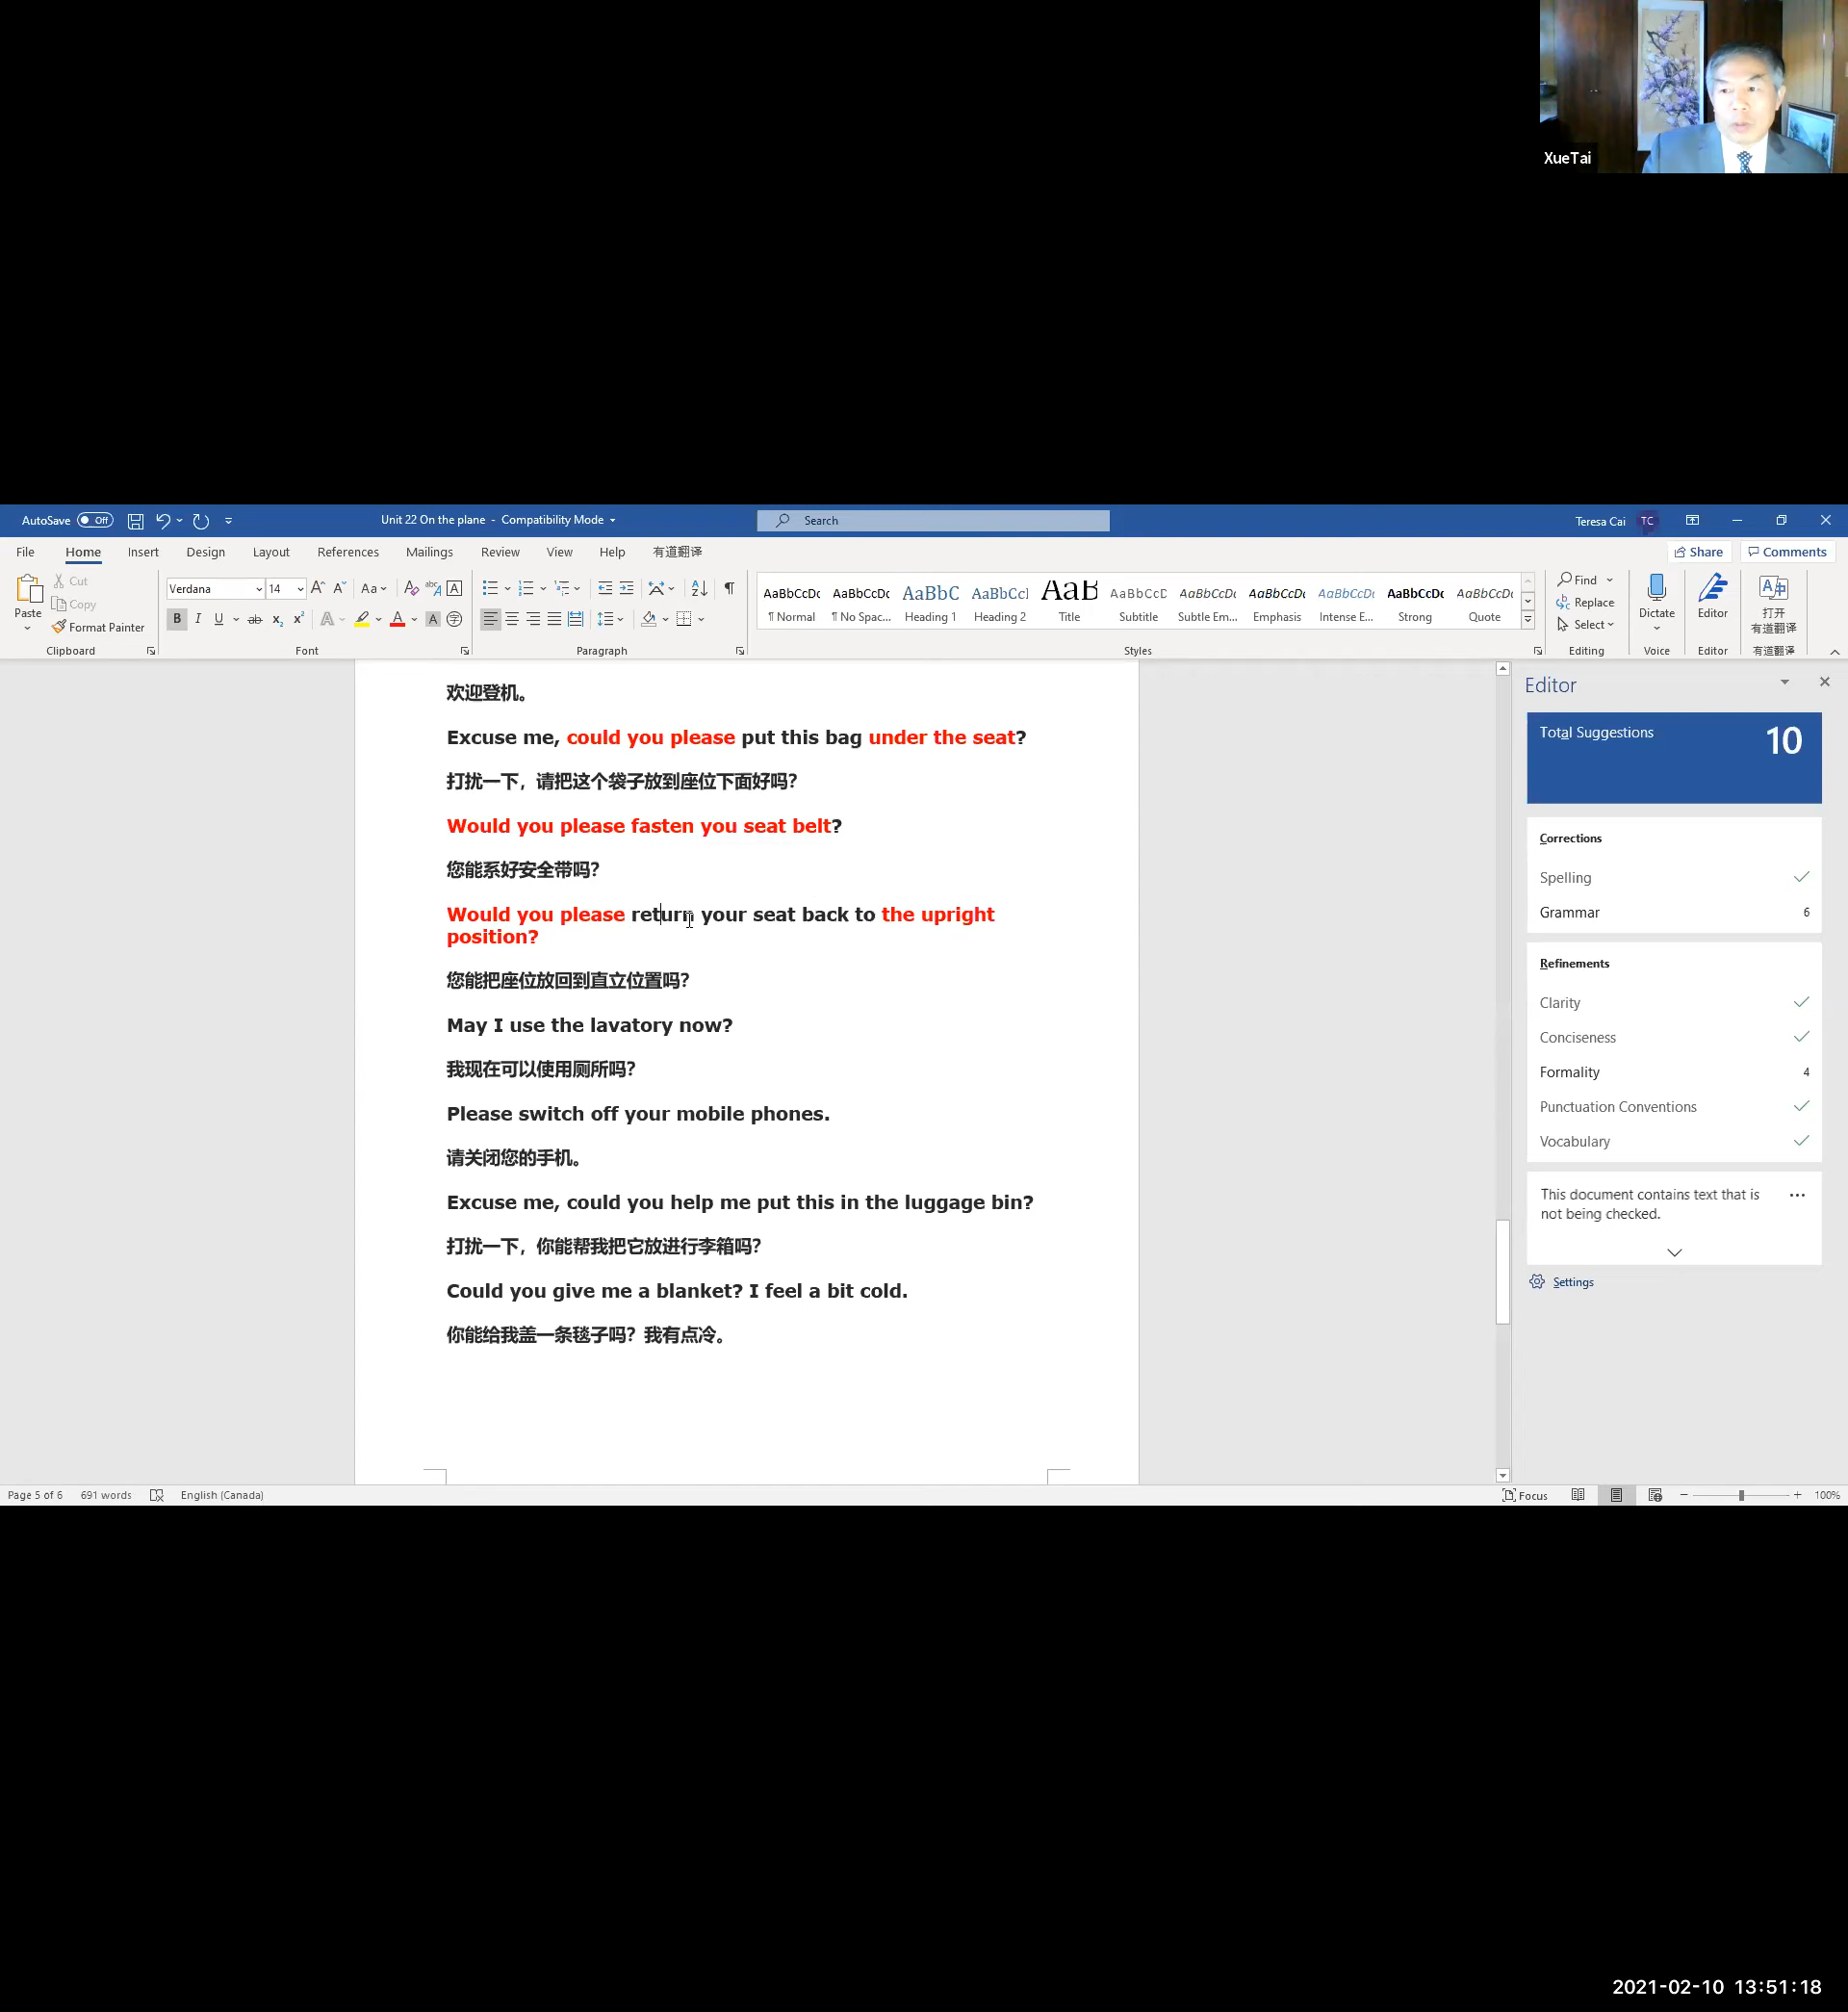 XueTai
AutoSave Off
Unit 22 On the plane - Compatibility Mode
Search
Teresa Cai TC
File Home Insert Design Layout References Mailings Review View Help 有道翻译
Share Comments
Paste
Cut
Copy
Format Painter
Clipboard
Verdana 14
Font
Paragraph
AaBbCcDc AaBbCcDc AaBbC AaBbCcI AaB AaBbCcD AaBbCcDc AaBbCcDc AaBbCcDc AaBbCcDc AaBbCcDc
¶ Normal ¶ No Spac... Heading 1 Heading 2 Title Subtitle Subtle Em... Emphasis Intense E... Strong Quote
Styles
Find
Replace
Select
Editing
Dictate
Voice
Editor
Editor
打开
有道翻译
有道翻译
欢迎登机。
Excuse me, could you please put this bag under the seat?
打扰一下，请把这个袋子放到座位下面好吗？
Would you please fasten you seat belt?
您能系好安全带吗？
Would you please return your seat back to the upright
position?
您能把座位放回到直立位置吗？
May I use the lavatory now?
我现在可以使用厕所吗？
Please switch off your mobile phones.
请关闭您的手机。
Excuse me, could you help me put this in the luggage bin?
打扰一下，你能帮我把它放进行李箱吗？
Could you give me a blanket? I feel a bit cold.
你能给我盖一条毯子吗？我有点冷。
Editor
Total Suggestions 10
Corrections
Spelling
Grammar 6
Refinements
Clarity
Conciseness
Formality 4
Punctuation Conventions
Vocabulary
This document contains text that is
not being checked.
Settings
Page 5 of 6 691 words English (Canada)
Focus 100%
2021-02-10 13:51:18